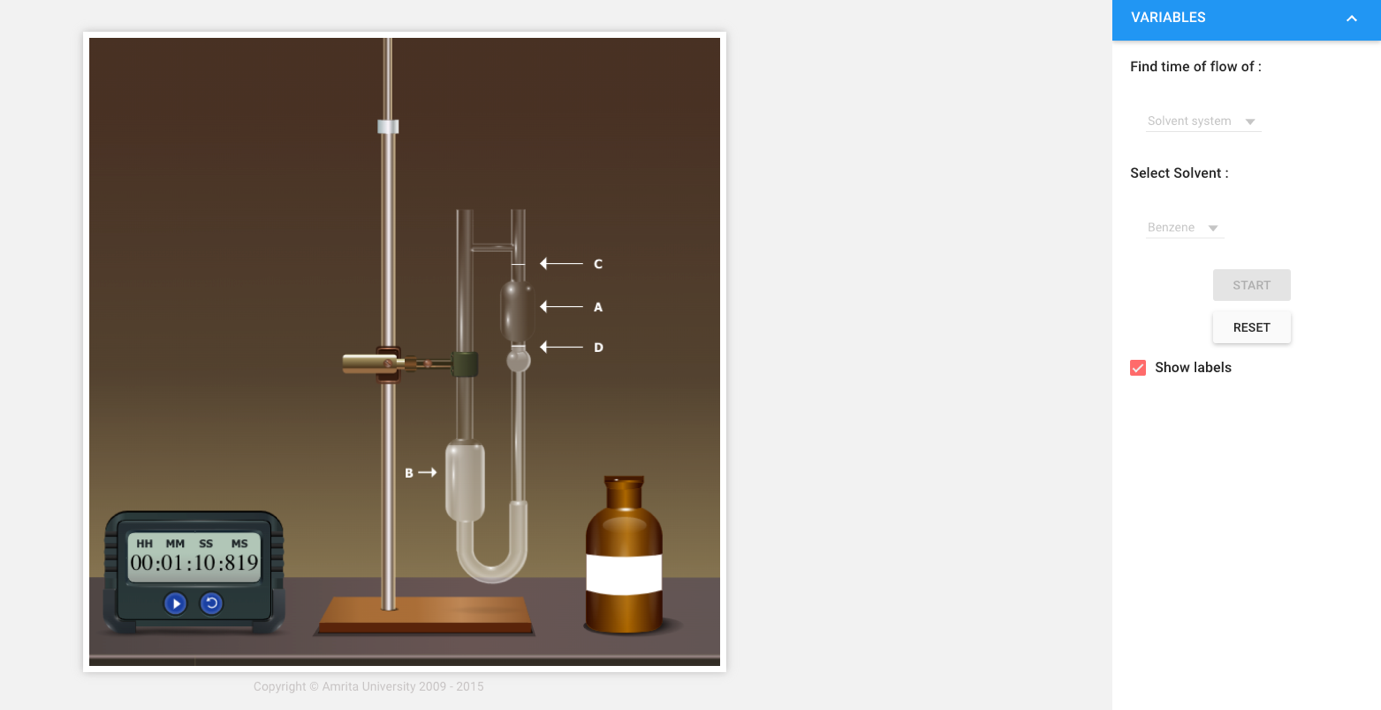 VARIABLES
Find time of flow of :
Solvent system
Select Solvent :
Benzene
START
RESET
Show labels
C
A
D
B
HH MM SS MS
00:01:10:819
Copyright © Amrita University 2009 - 2015